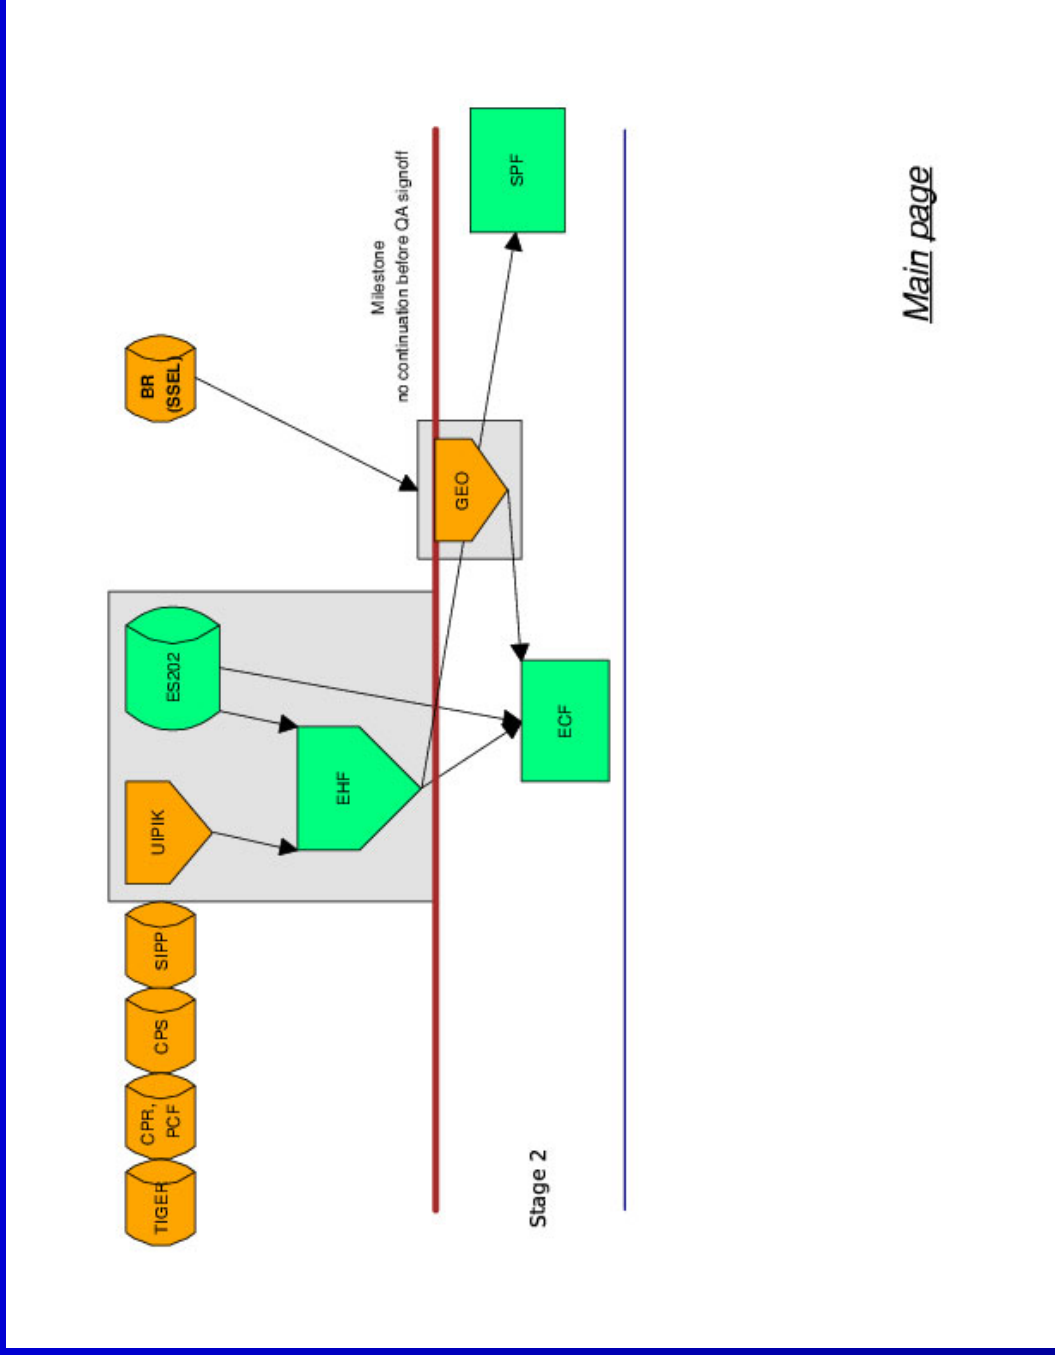 TIGER
CPR,
PCF
CPS
SIPP
UIPIK
ES202
BR
(SSEL)
EHF
Milestone
no continuation before QA signoff
GEO
SPF
Stage 2
ECF
Main page